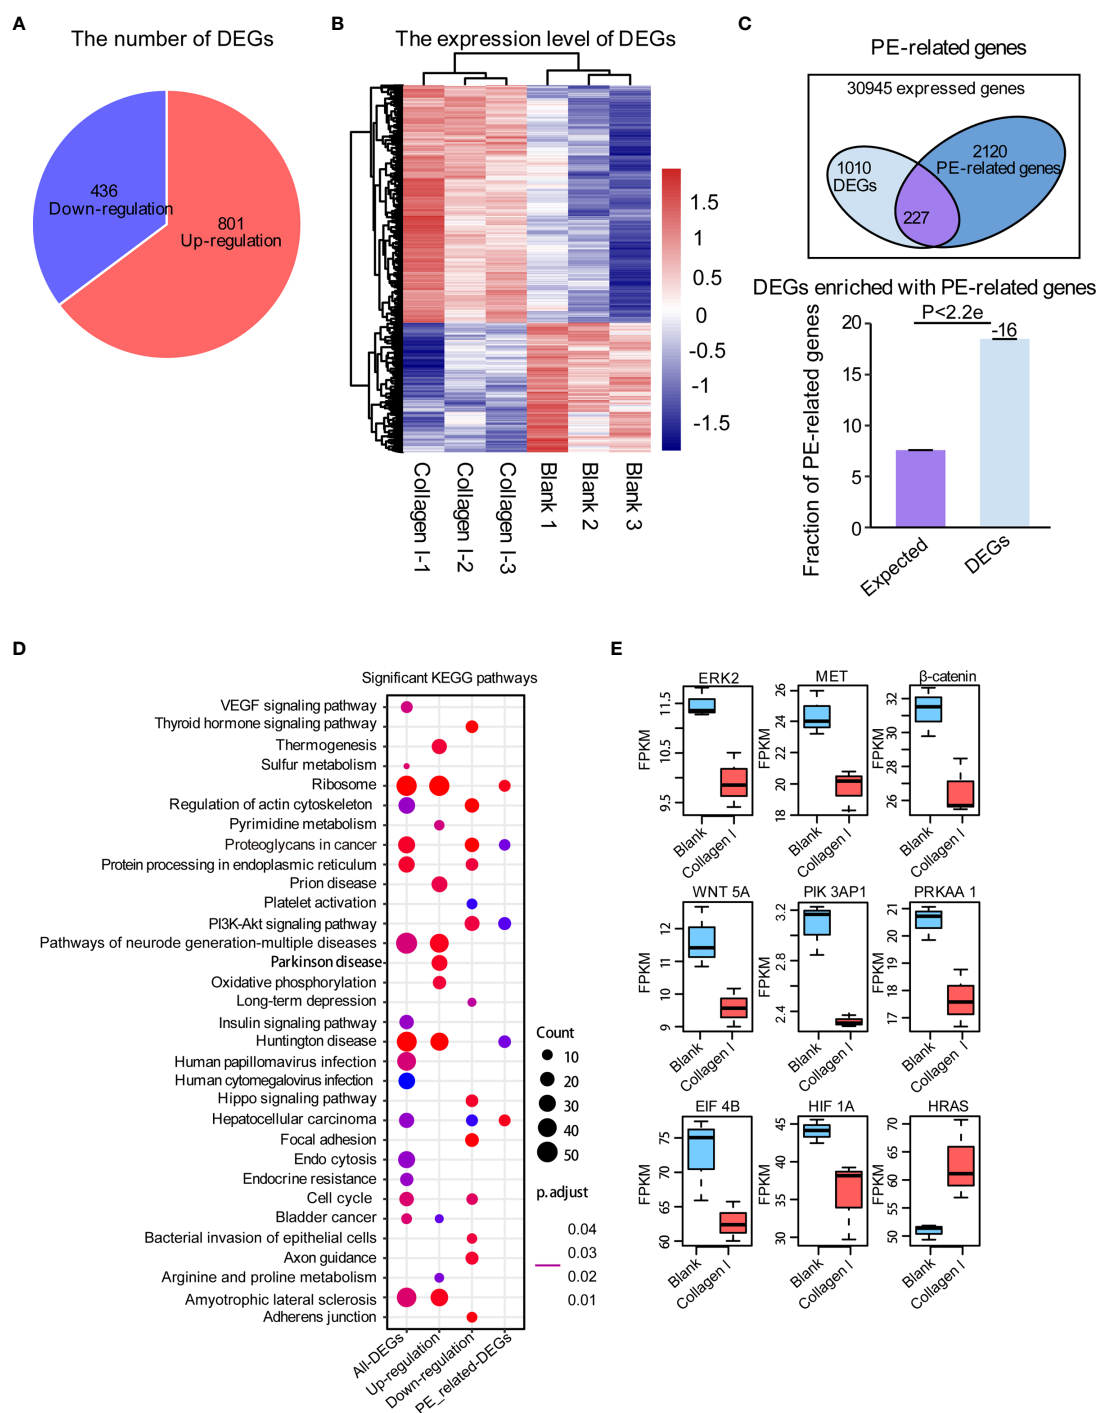 A
The number of DEGs
436
Down-regulation
801
Up-regulation
B
The expression level of DEGs
1.5
1
0.5
0
-0.5
-1
-1.5
Collagen I-1
Collagen I-2
Collagen I-3
Blank 1
Blank 2
Blank 3
C
PE-related genes
30945 expressed genes
1010
DEGs
2120
PE-related genes
227
DEGs enriched with PE-related genes
P<2.2e
-16
Fraction of PE-related genes
20
15
10
5
0
Expected
DEGs
D
Significant KEGG pathways
VEGF signaling pathway
Thyroid hormone signaling pathway
Thermogenesis
Sulfur metabolism
Ribosome
Regulation of actin cytoskeleton
Pyrimidine metabolism
Proteoglycans in cancer
Protein processing in endoplasmic reticulum
Prion disease
Platelet activation
PI3K-Akt signaling pathway
Pathways of neurode generation-multiple diseases
Parkinson disease
Oxidative phosphorylation
Long-term depression
Insulin signaling pathway
Huntington disease
Human papillomavirus infection
Human cytomegalovirus infection
Hippo signaling pathway
Hepatocellular carcinoma
Focal adhesion
Endo cytosis
Endocrine resistance
Cell cycle
Bladder cancer
Bacterial invasion of epithelial cells
Axon guidance
Arginine and proline metabolism
Amyotrophic lateral sclerosis
Adherens junction
All-DEGs
Up-regulation
Down-regulation
PE_related-DEGs
Count
10
20
30
40
50
p.adjust
0.04
0.03
0.02
0.01
E
ERK2
FPKM
11.5
10.5
9.5
Blank
Collagen I
MET
FPKM
26
24
22
20
18
Blank
Collagen I
β-catenin
FPKM
32
30
28
26
Blank
Collagen I
WNT 5A
FPKM
12
11
10
9
Blank
Collagen I
PIK 3AP1
FPKM
3.2
2.8
2.4
Blank
Collagen I
PRKAA 1
FPKM
21
20
19
18
17
Blank
Collagen I
EIF 4B
FPKM
75
70
65
60
Blank
Collagen I
HIF 1A
FPKM
45
40
35
30
Blank
Collagen I
HRAS
FPKM
70
65
60
55
50
Blank
Collagen I